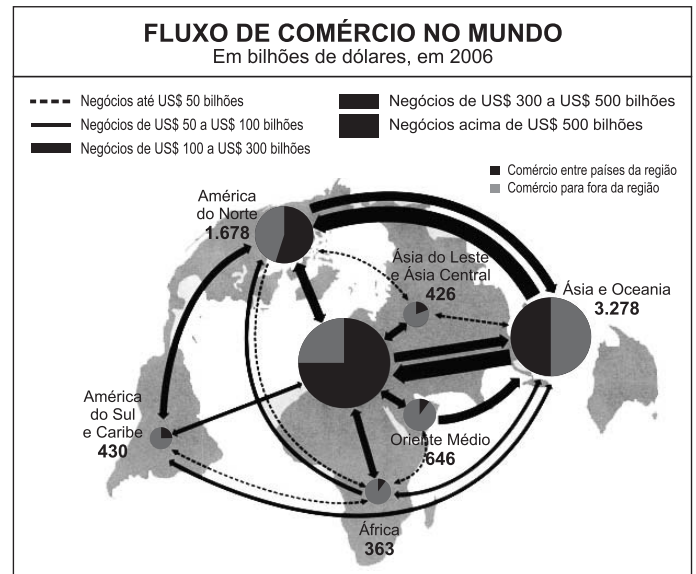 FLUXO DE COMÉRCIO NO MUNDO
Em bilhões de dólares, em 2006
Negócios até US$ 50 bilhões
Negócios de US$ 50 a US$ 100 bilhões
Negócios de US$ 100 a US$ 300 bilhões
Negócios de US$ 300 a US$ 500 bilhões
Negócios acima de US$ 500 bilhões
Comércio entre países da região
Comércio para fora da região
América
do Norte
1.678
Ásia do Leste
e Ásia Central
426
Ásia e Oceania
3.278
América
do Sul
e Caribe
430
Oriente Médio
646
África
363